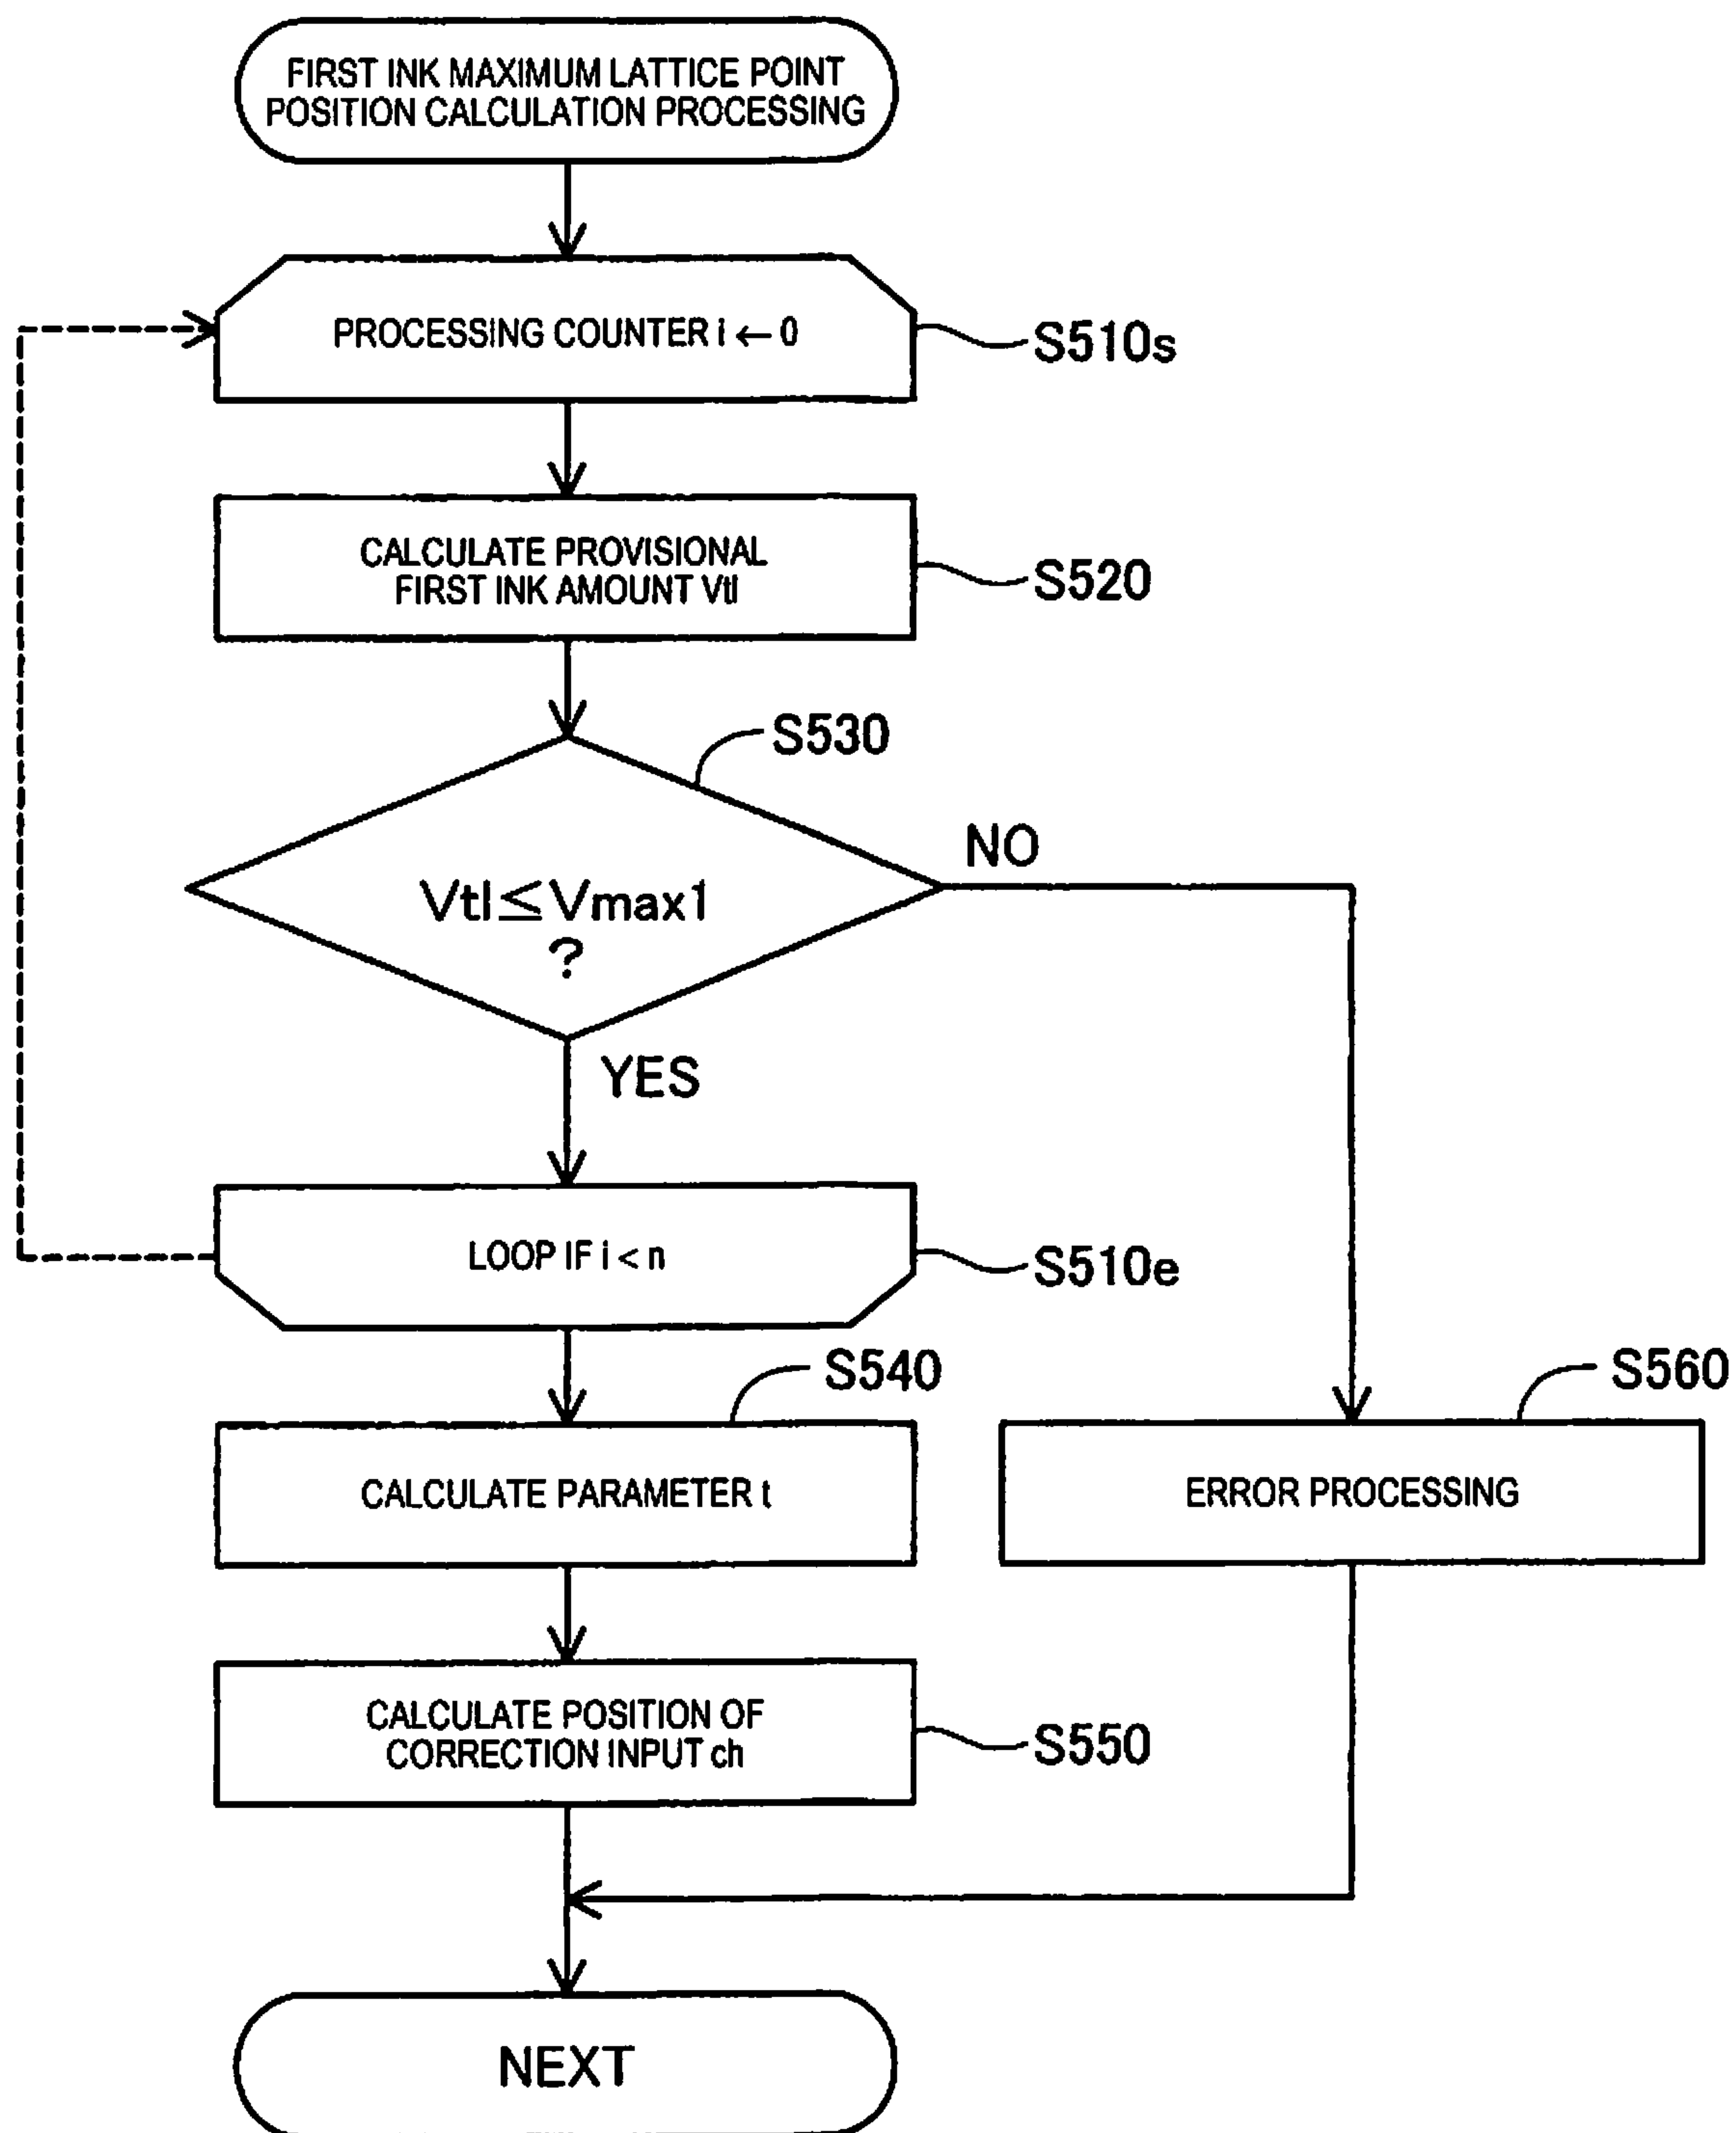 FIRST INK MAXIMUM LATTICE POINT
POSITION CALCULATION PROCESSING
PROCESSING COUNTER i ← 0
S510s
CALCULATE PROVISIONAL
FIRST INK AMOUNT Vtl
S520
S530
NO
Vtl≦Vmax1
?
YES
LOOP IF i < n
S510e
S540
S560
CALCULATE PARAMETER t
ERROR PROCESSING
CALCULATE POSITION OF
CORRECTION INPUT ch
S550
NEXT